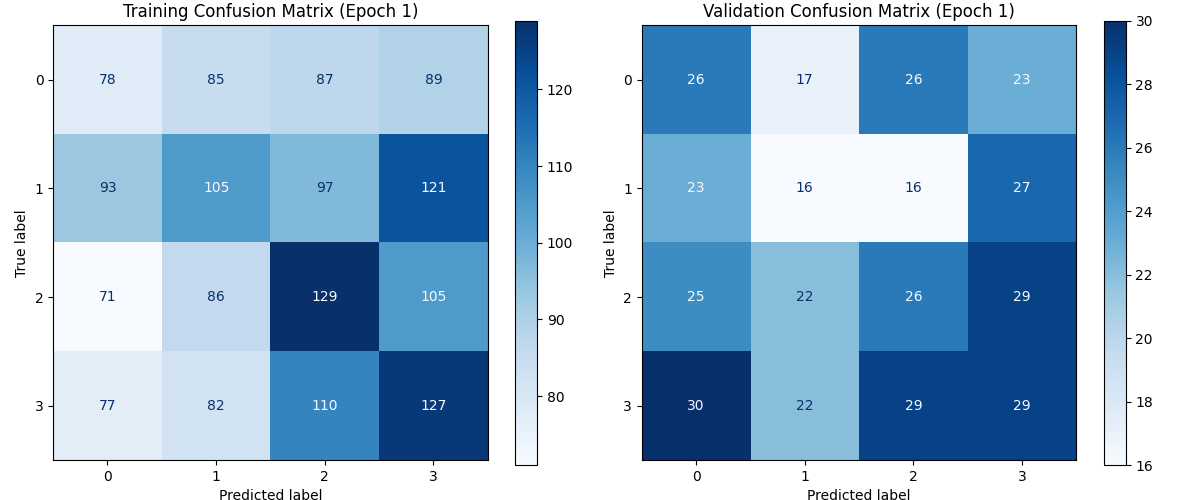 Training Confusion Matrix (Epoch 1)
True label
0 78 85 87 89
1 93 105 97 121
2 71 86 129 105
3 77 82 110 127
0 1 2 3
Predicted label
120
110
100
90
80
Validation Confusion Matrix (Epoch 1)
True label
0 26 17 26 23
1 23 16 16 27
2 25 22 26 29
3 30 22 29 29
0 1 2 3
Predicted label
30
28
26
24
22
20
18
16